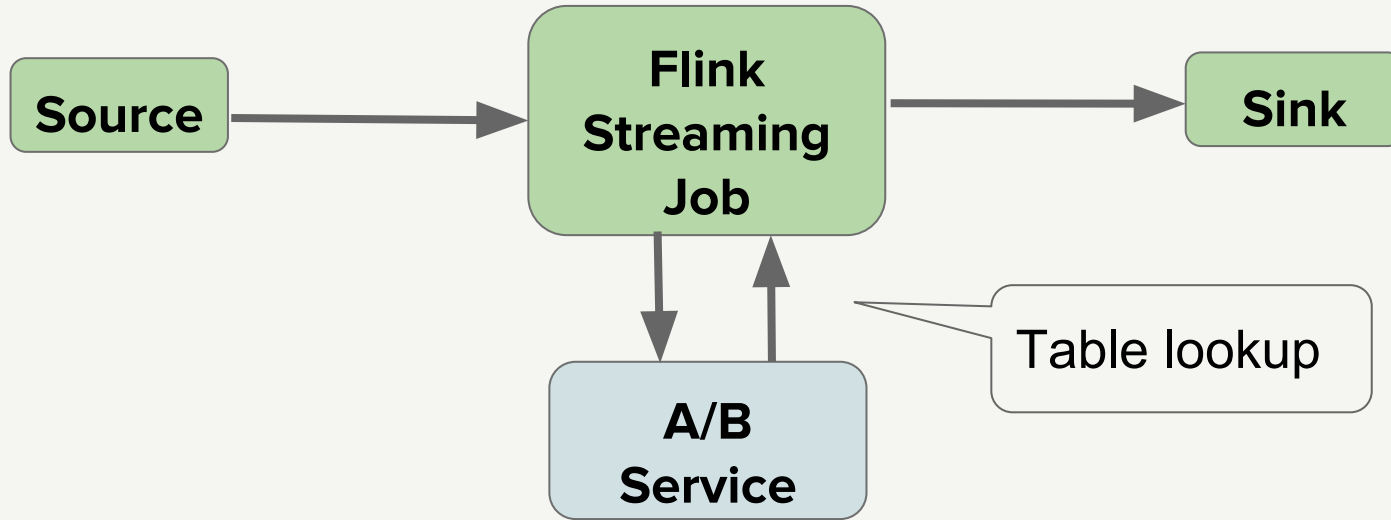 Source
Flink
Streaming
Job
Sink
Table lookup
A/B
Service